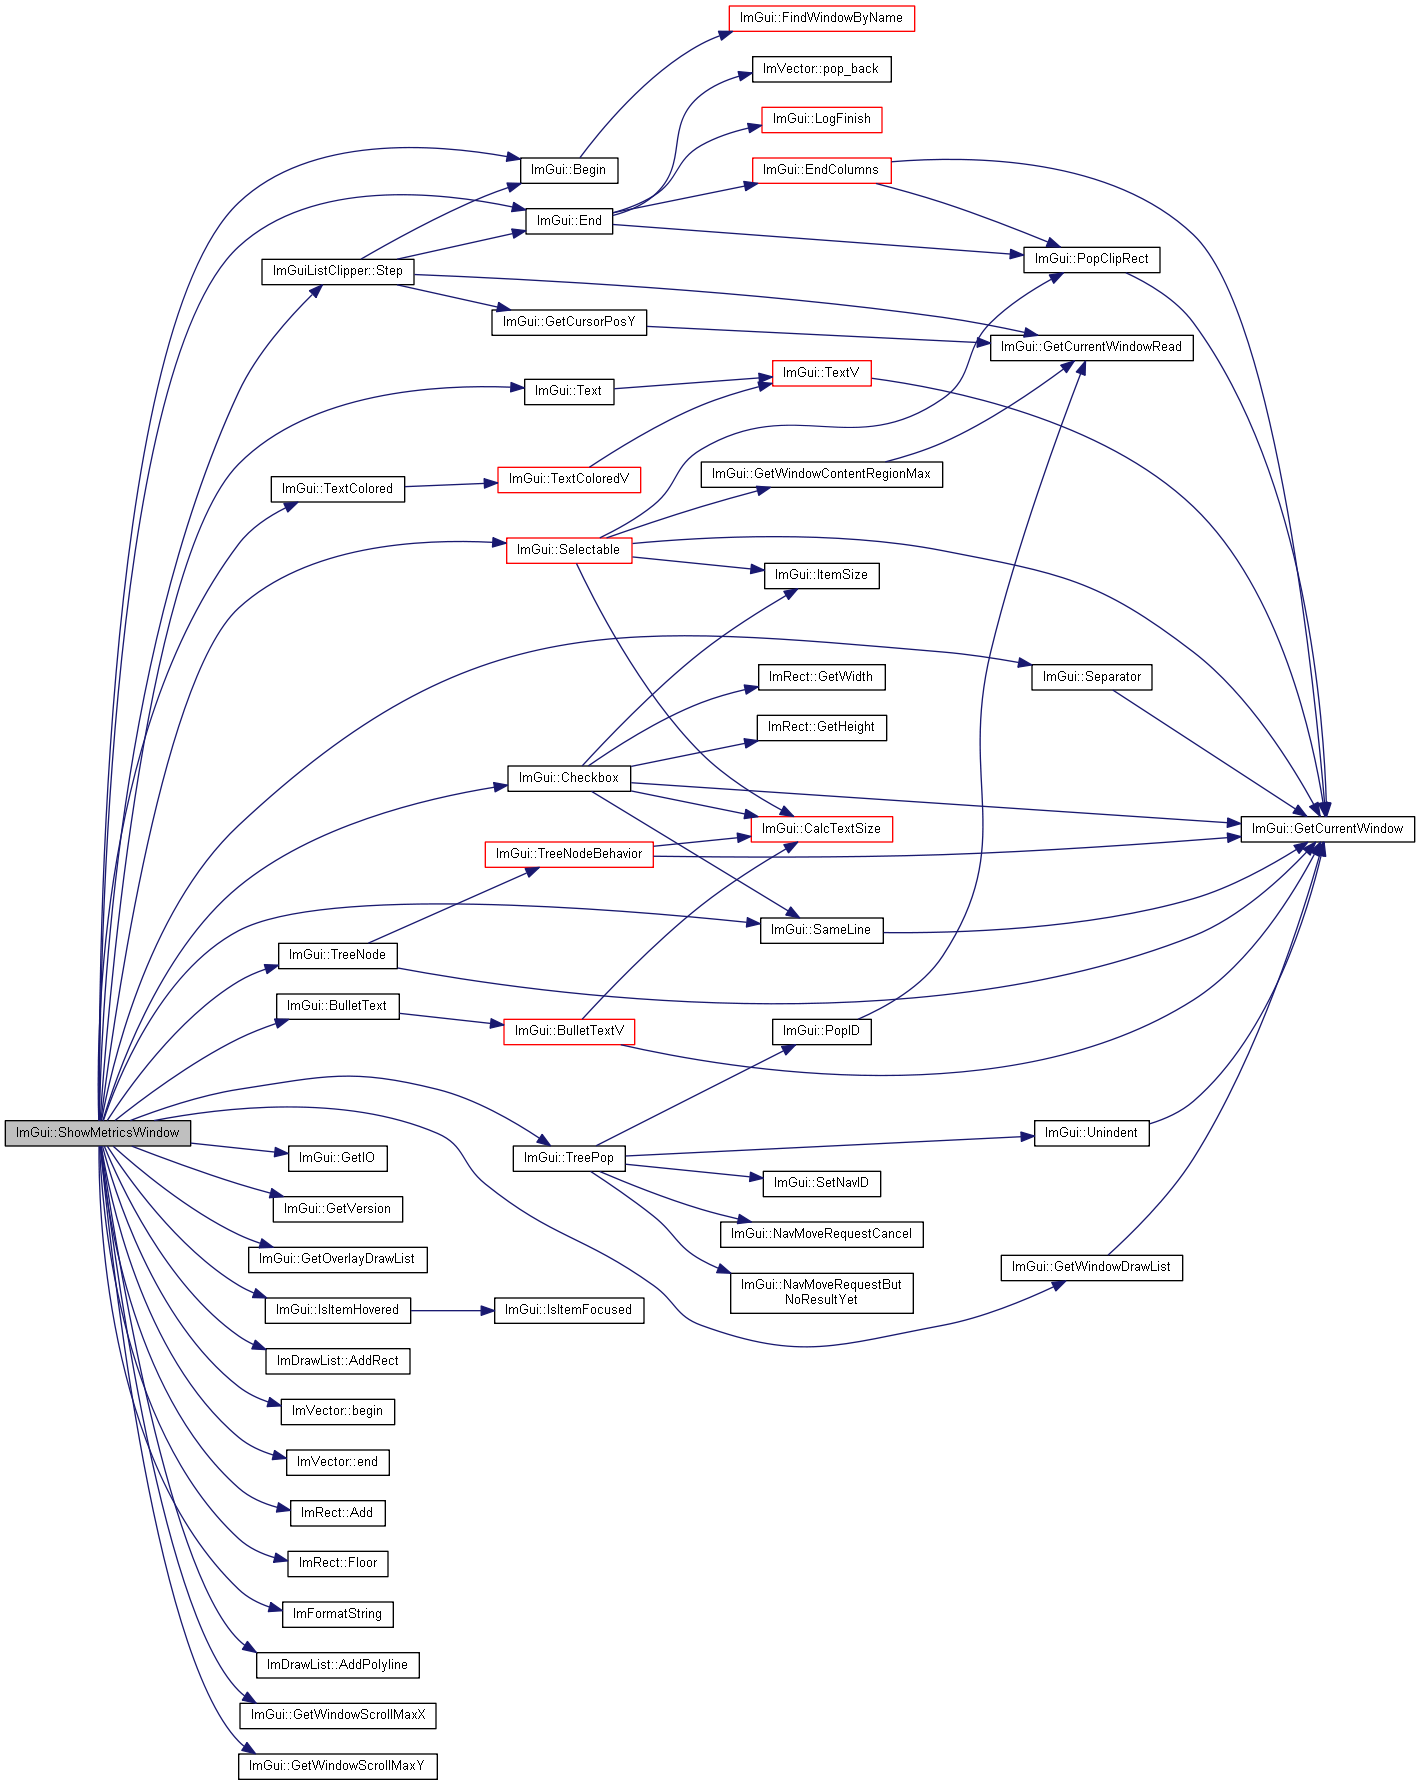 ImGui::FindWindowByName
ImVector::pop_back
ImGui::LogFinish
ImGui::Begin
ImGui::EndColumns
ImGui::End
ImGui::PopClipRect
ImGuiListClipper::Step
ImGui::GetCursorPosY
ImGui::GetCurrentWindowRead
ImGui::TextV
ImGui::Text
ImGui::GetWindowContentRegionMax
ImGui::TextColoredV
ImGui::TextColored
ImGui::Selectable
ImGui::ItemSize
ImGui::Separator
ImRect::GetWidth
ImRect::GetHeight
ImGui::Checkbox
ImGui::CalcTextSize
ImGui::GetCurrentWindow
ImGui::TreeNodeBehavior
ImGui::SameLine
ImGui::TreeNode
ImGui::BulletText
ImGui::BulletTextV
ImGui::PopID
ImGui::ShowMetricsWindow
ImGui::Unindent
ImGui::GetIO
ImGui::TreePop
ImGui::SetNavID
ImGui::GetVersion
ImGui::NavMoveRequestCancel
ImGui::GetOverlayDrawList
ImGui::GetWindowDrawList
ImGui::NavMoveRequestBut
NoResultYet
ImGui::IsItemHovered
ImGui::IsItemFocused
ImDrawList::AddRect
ImVector::begin
ImVector::end
ImRect::Add
ImRect::Floor
ImFormatString
ImDrawList::AddPolyline
ImGui::GetWindowScrollMaxX
ImGui::GetWindowScrollMaxY